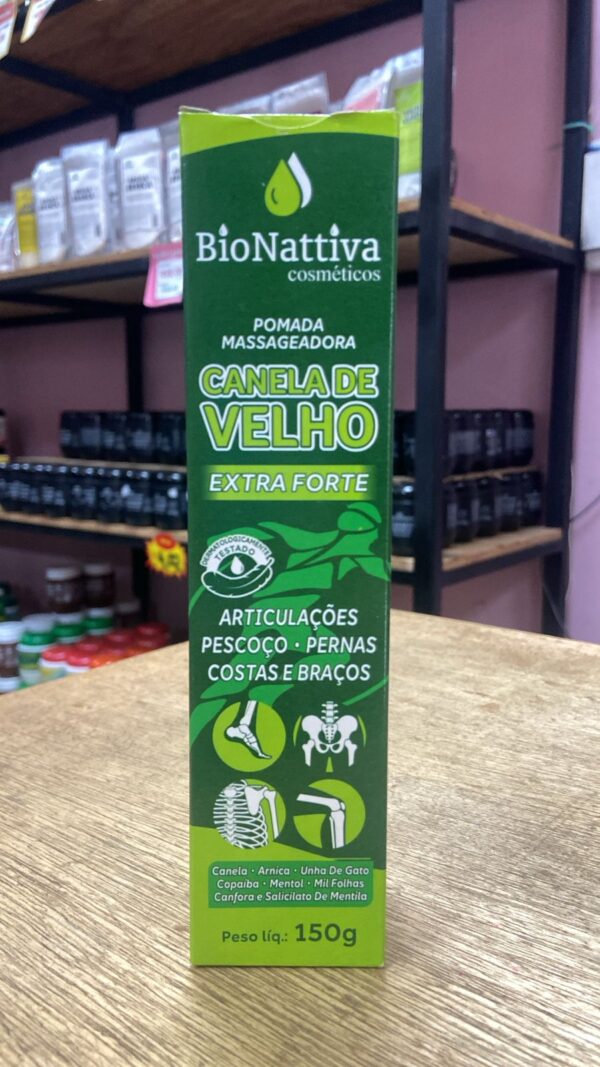 BioNattiva
cosméticos
POMADA
MASSAGEADORA
CANELA DE
VELHO
EXTRA FORTE
DERMATOLOGICAMENTE
TESTADO
ARTICULAÇÕES
PESCOÇO · PERNAS
COSTAS E BRAÇOS
Canela · Arnica · Unha De Gato
Copaiba · Mentol · Mil Folhas
Canfora e Salicilato De Mentila
Peso líq.: 150g